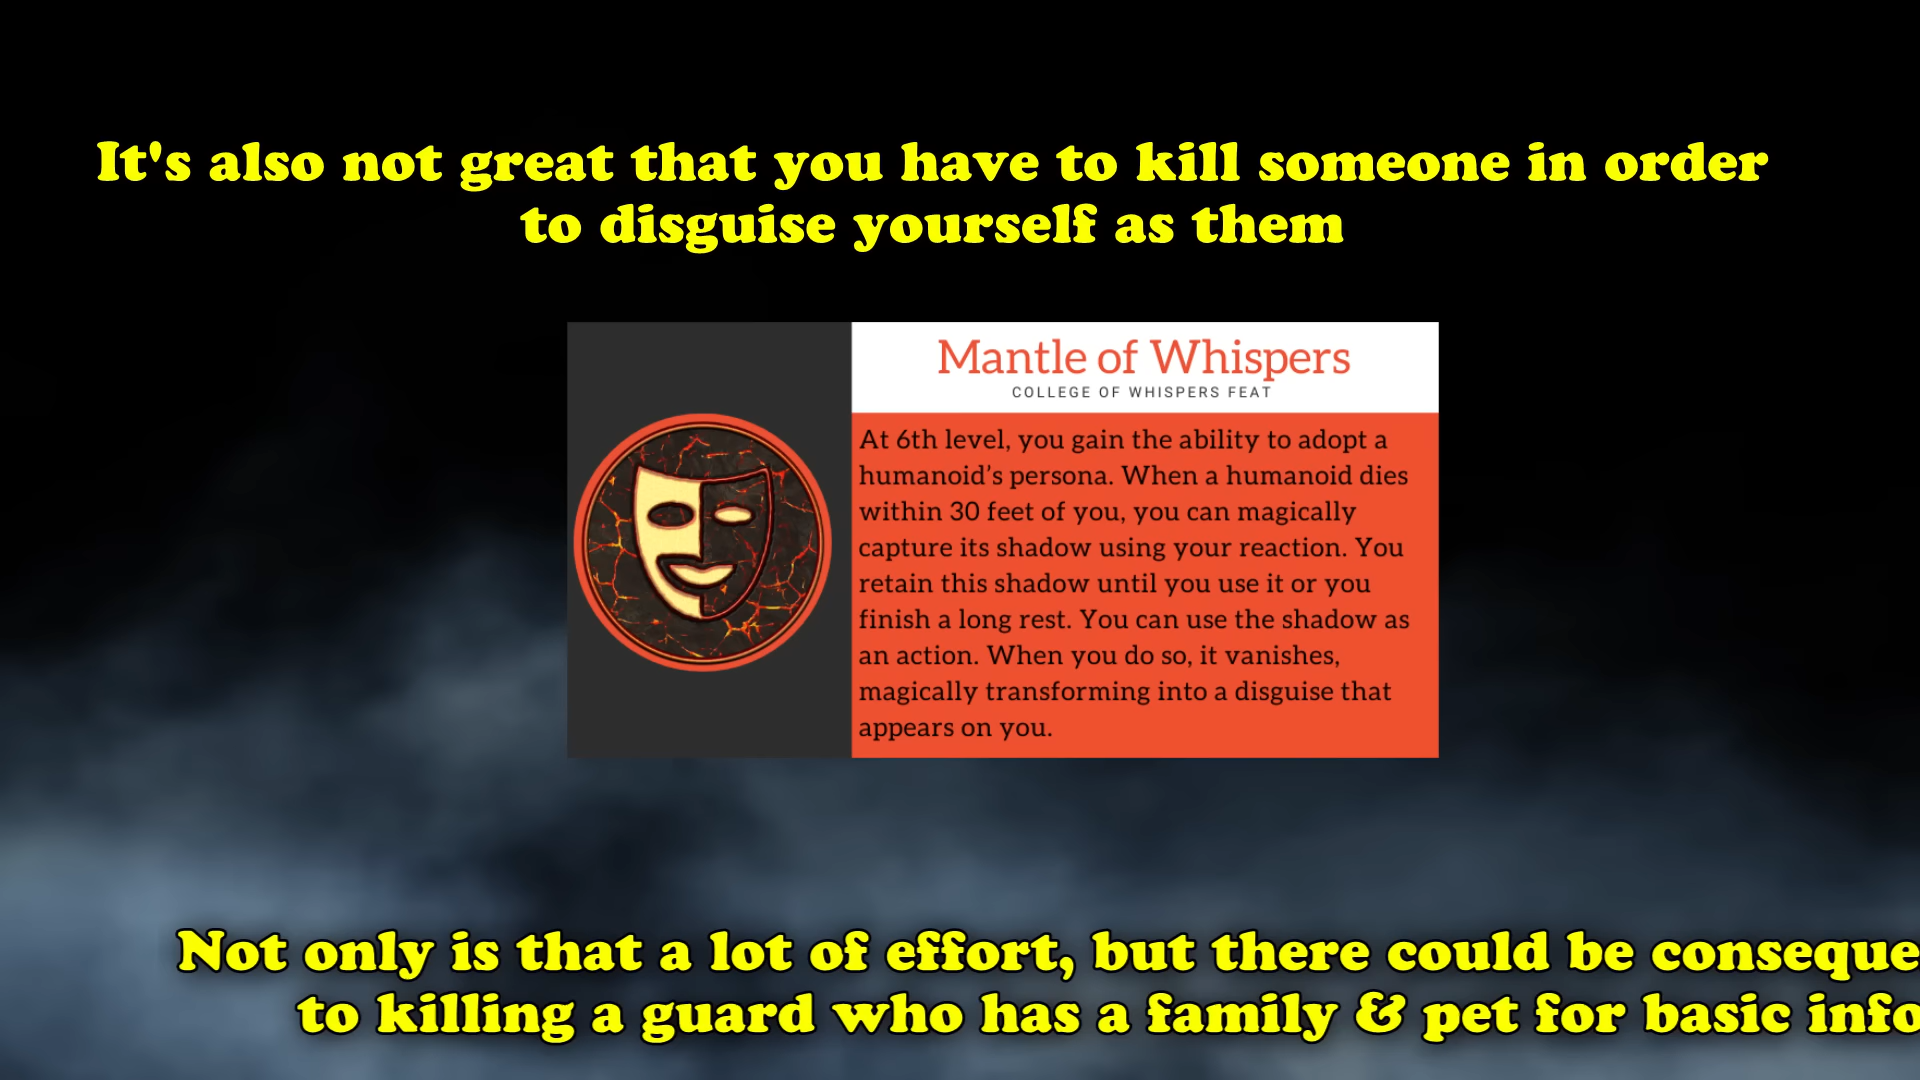 It's also not great that you have to kill someone in order
to disguise yourself as them
Mantle of Whispers
COLLEGE OF WHISPERS FEAT
At 6th level, you gain the ability to adopt a
humanoid’s persona. When a humanoid dies
within 30 feet of you, you can magically
capture its shadow using your reaction. You
retain this shadow until you use it or you
finish a long rest. You can use the shadow as
an action. When you do so, it vanishes,
magically transforming into a disguise that
appears on you.
Not only is that a lot of effort, but there could be conseque
to killing a guard who has a family & pet for basic info